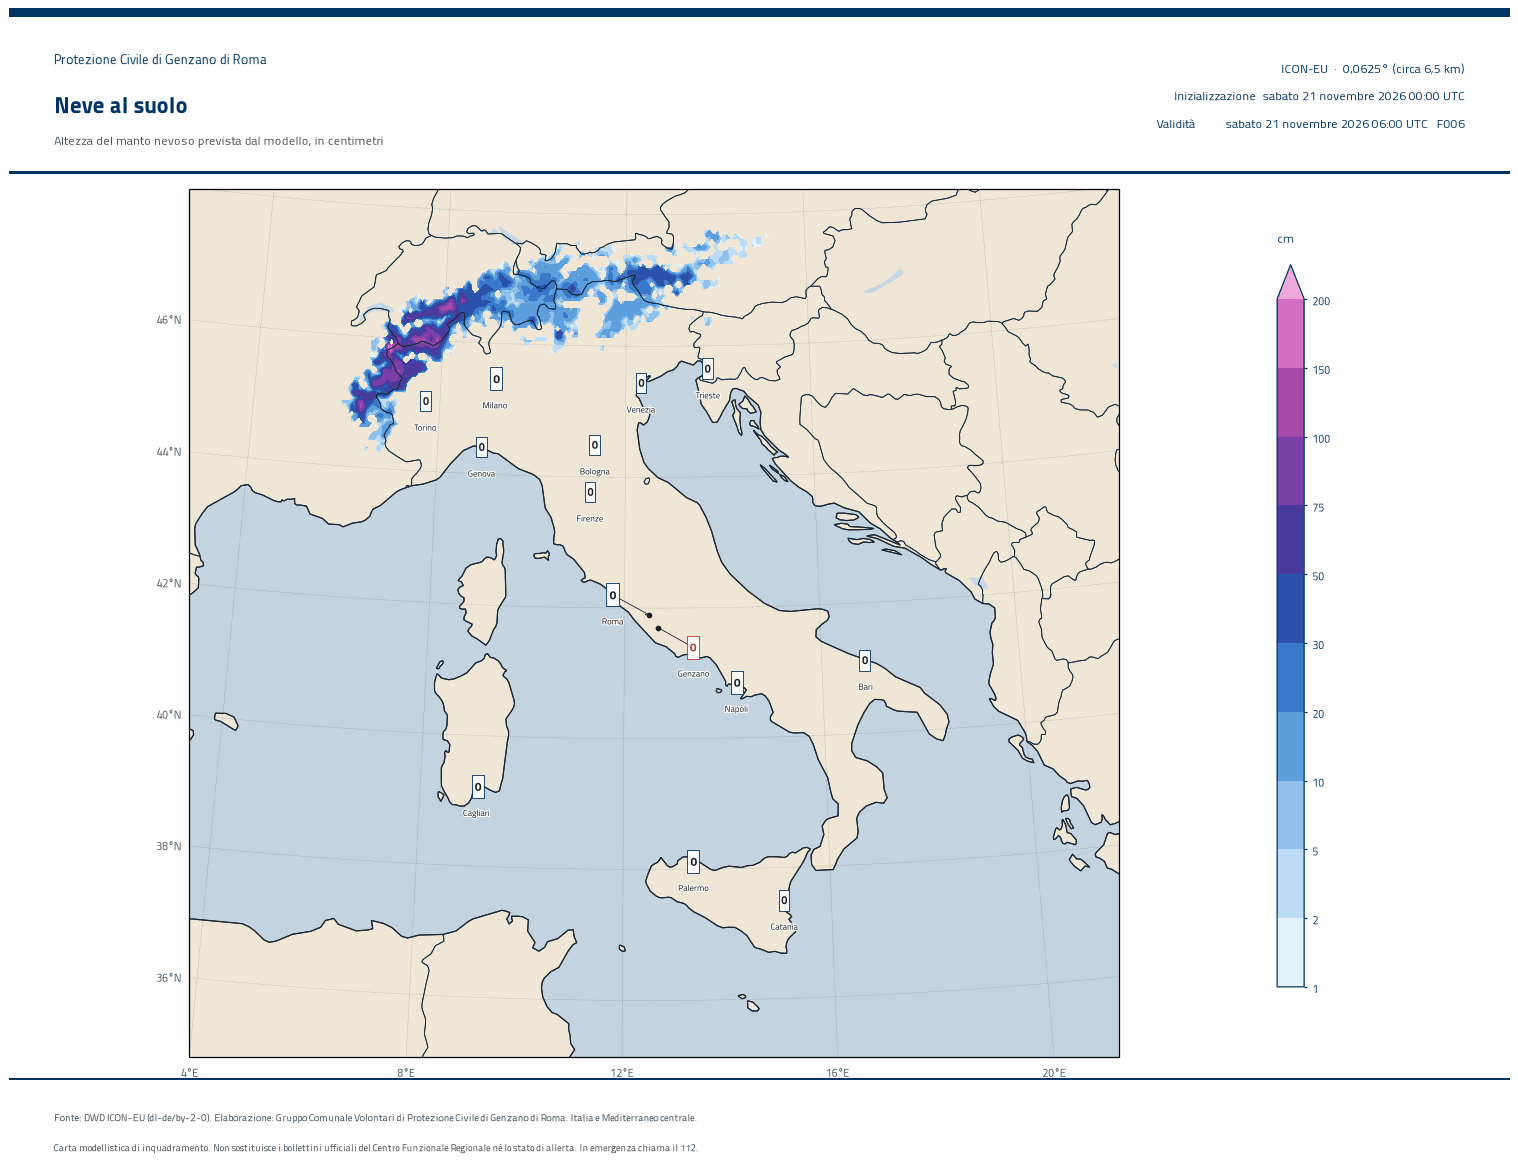 Protezione Civile di Genzano di Roma
Neve al suolo
Altezza del manto nevoso prevista dal modello, in centimetri
ICON-EU · 0,0625° (circa 6,5 km)
Inizializzazione sabato 21 novembre 2026 00:00 UTC
Validità sabato 21 novembre 2026 06:00 UTC F006
cm
200
150
100
75
50
30
20
10
5
2
1
46°N
44°N
42°N
40°N
38°N
36°N
4°E
8°E
12°E
16°E
20°E
0
Trieste
0
Milano
0
Venezia
0
Torino
0
Genova
0
Bologna
0
Firenze
0
Roma
0
Genzano
0
Bari
0
Napoli
0
Cagliari
0
Palermo
0
Catania
Fonte: DWD ICON-EU (dl-de/by-2-0). Elaborazione: Gruppo Comunale Volontari di Protezione Civile di Genzano di Roma. Italia e Mediterraneo centrale.
Carta modellistica di inquadramento. Non sostituisce i bollettini ufficiali del Centro Funzionale Regionale né lo stato di allerta. In emergenza chiama il 112.